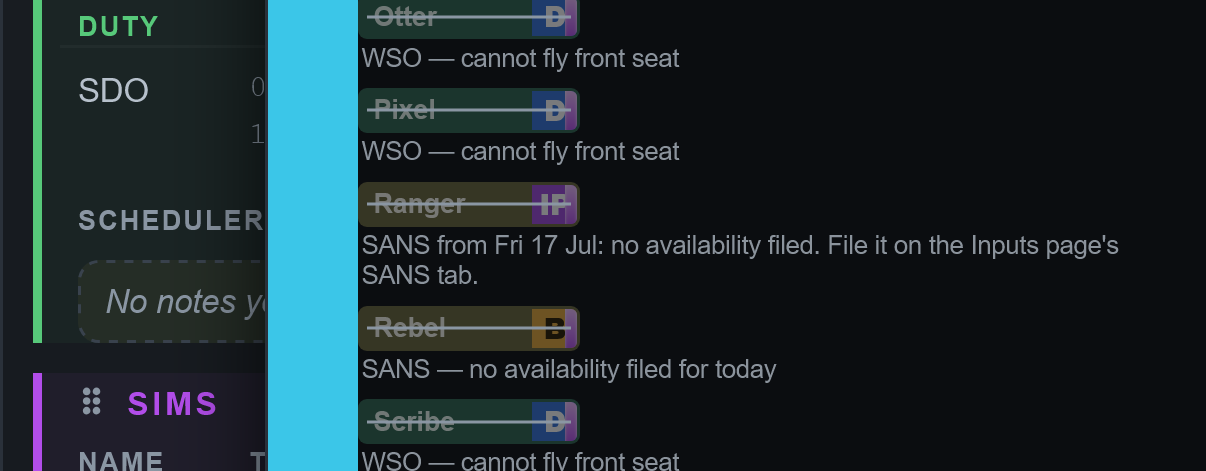 DUTY
SDO
0
1
SCHEDULER
No notes y
SIMS
NAME
T
Otter D
WSO — cannot fly front seat
Pixel D
WSO — cannot fly front seat
Ranger IP
SANS from Fri 17 Jul: no availability filed. File it on the Inputs page's
SANS tab.
Rebel B
SANS — no availability filed for today
Scribe D
WSO — cannot fly front seat